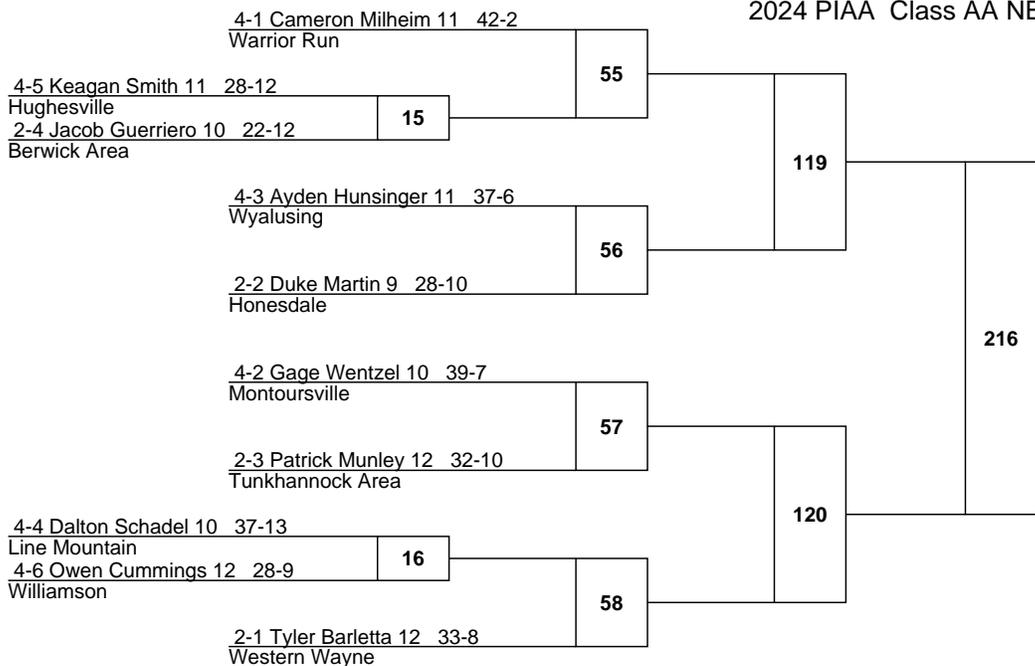 2024 PIAA Class AA NE
4-1 Cameron Milheim 11 42-2
Warrior Run
55
4-5 Keagan Smith 11 28-12
Hughesville
15
2-4 Jacob Guerriero 10 22-12
Berwick Area
119
4-3 Ayden Hunsinger 11 37-6
Wyalusing
56
2-2 Duke Martin 9 28-10
Honesdale
216
4-2 Gage Wentzel 10 39-7
Montoursville
57
2-3 Patrick Munley 12 32-10
Tunkhannock Area
120
4-4 Dalton Schadel 10 37-13
Line Mountain
16
4-6 Owen Cummings 12 28-9
Williamson
58
2-1 Tyler Barletta 12 33-8
Western Wayne